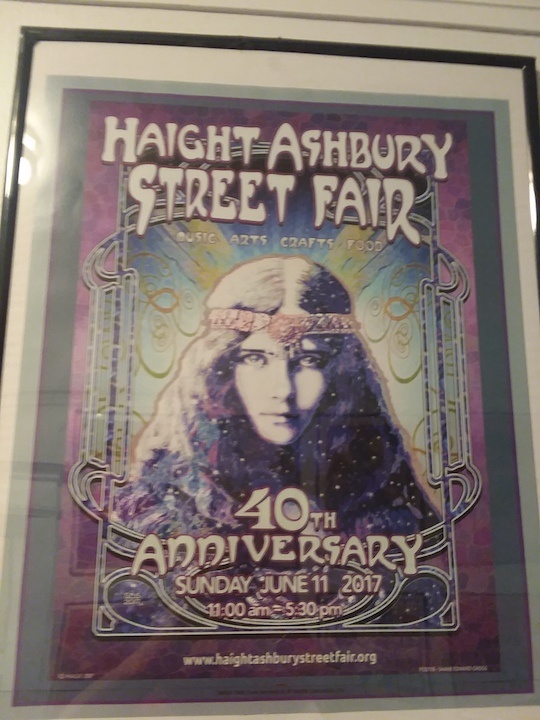 HAIGHT ASHBURY
STREET FAIR
MUSIC ARTS CRAFTS FOOD
40TH
ANNIVERSARY
SUNDAY JUNE 11 2017
11:00 am - 5:30 pm
www.haightashburystreetfair.org